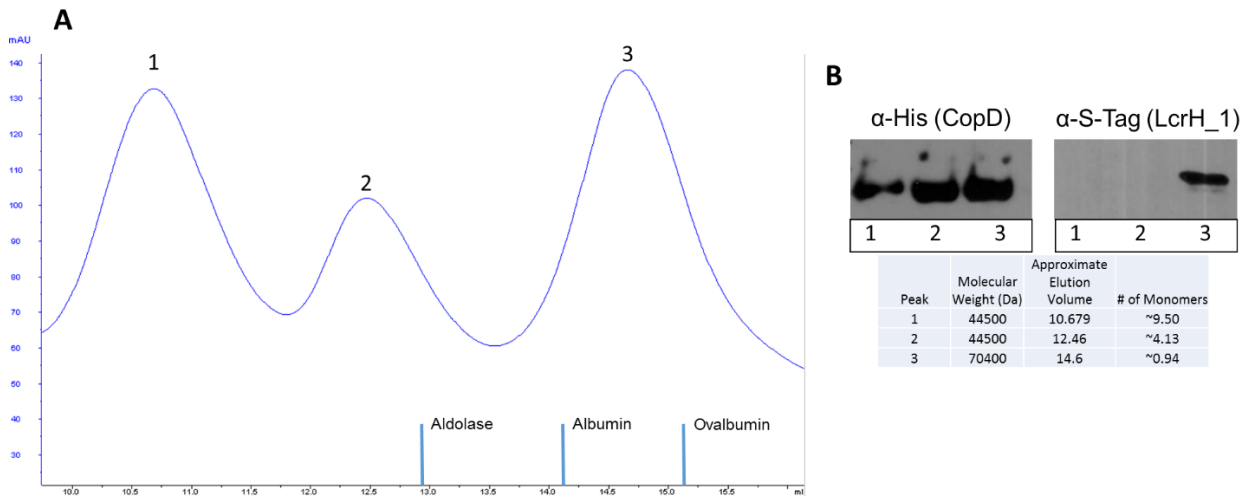 A
mAU
1
2
3
140
130
120
110
100
90
80
70
60
50
40
30
Aldolase
Albumin
Ovalbumin
10.0 10.5 11.0 11.5 12.0 12.5 13.0 13.5 14.0 14.5 15.0 15.5 ml
B
α-His (CopD) α-S-Tag (LcrH_1)
1 2 3 1 2 3
Peak Molecular Weight (Da) Approximate Elution Volume # of Monomers
1 44500 10.679 ~9.50
2 44500 12.46 ~4.13
3 70400 14.6 ~0.94